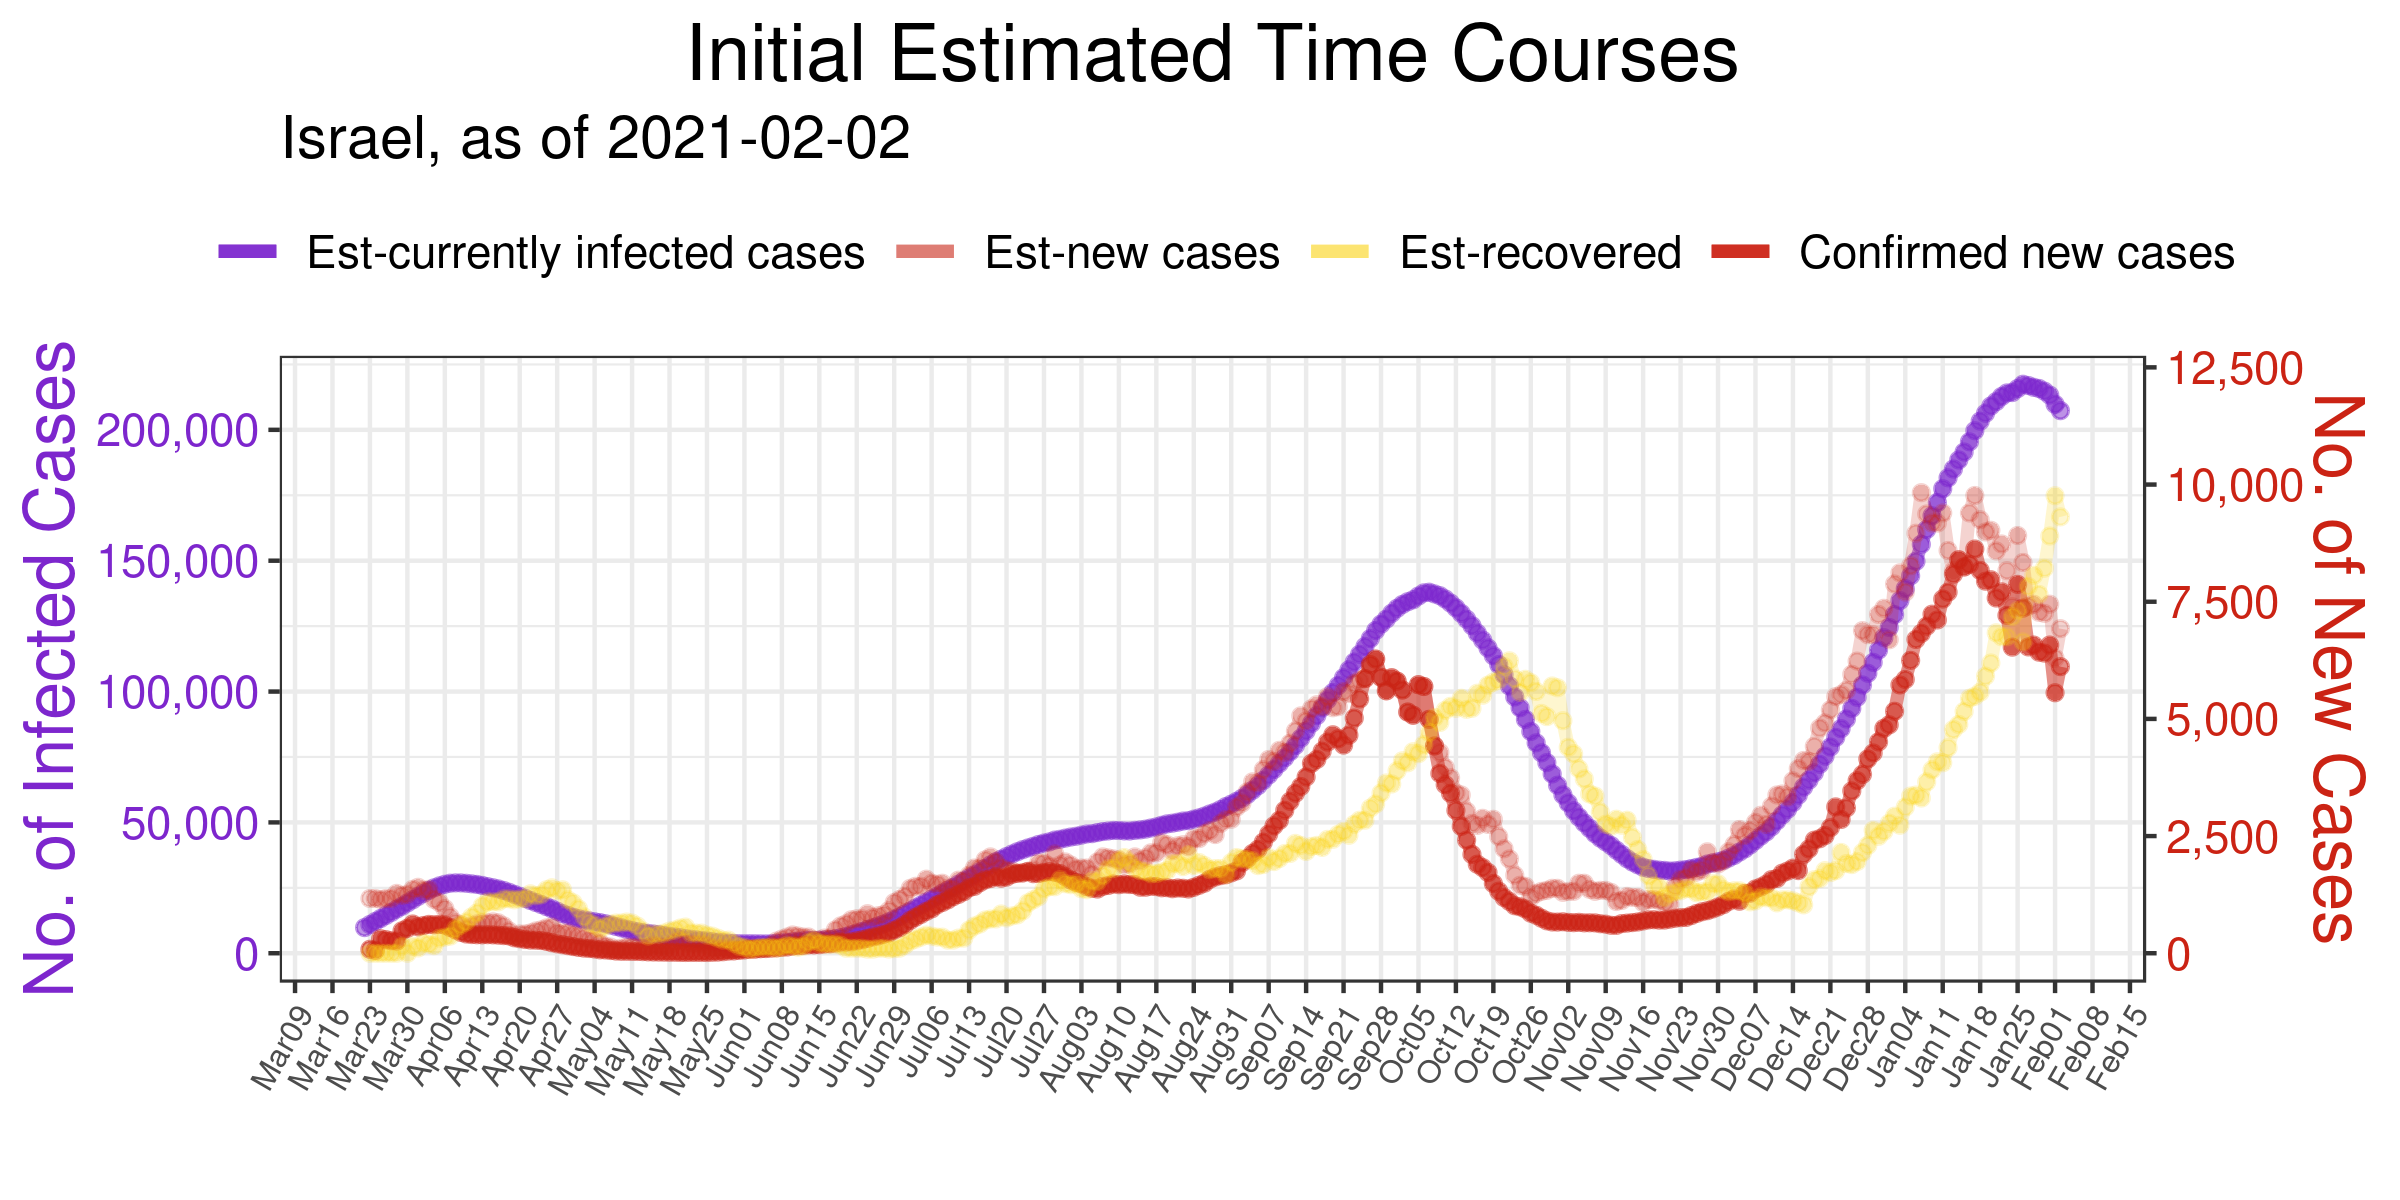 Initial Estimated Time Courses
Israel, as of 2021-02-02
Est-currently infected cases Est-new cases Est-recovered Confirmed new cases
No. of Infected Cases
200,000
150,000
100,000
50,000
0
12,500
10,000
7,500
5,000
2,500
0
No. of New Cases
Mar09 Mar16 Mar23 Mar30 Apr06 Apr13 Apr20 Apr27 May04 May11 May18 May25 Jun01 Jun08 Jun15 Jun22 Jun29 Jul06 Jul13 Jul20 Jul27 Aug03 Aug10 Aug17 Aug24 Aug31 Sep07 Sep14 Sep21 Sep28 Oct05 Oct12 Oct19 Oct26 Nov02 Nov09 Nov16 Nov23 Nov30 Dec07 Dec14 Dec21 Dec28 Jan04 Jan11 Jan18 Jan25 Feb01 Feb08 Feb15